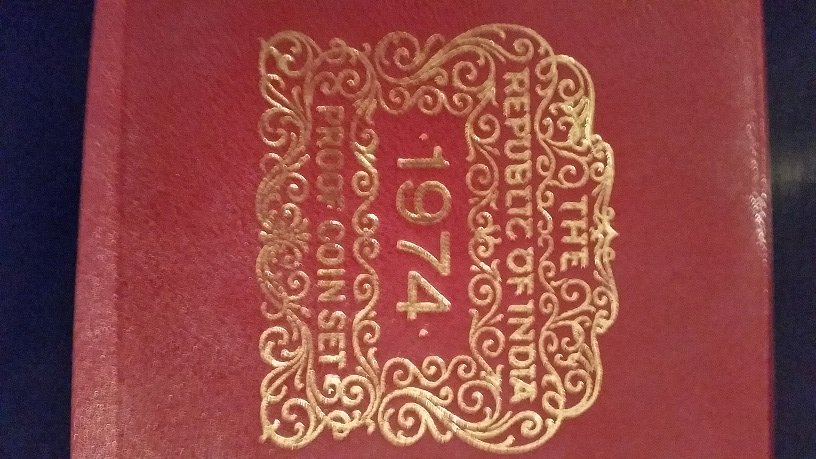 THE
REPUBLIC OF INDIA
· 1974 ·
PROOF COIN SET